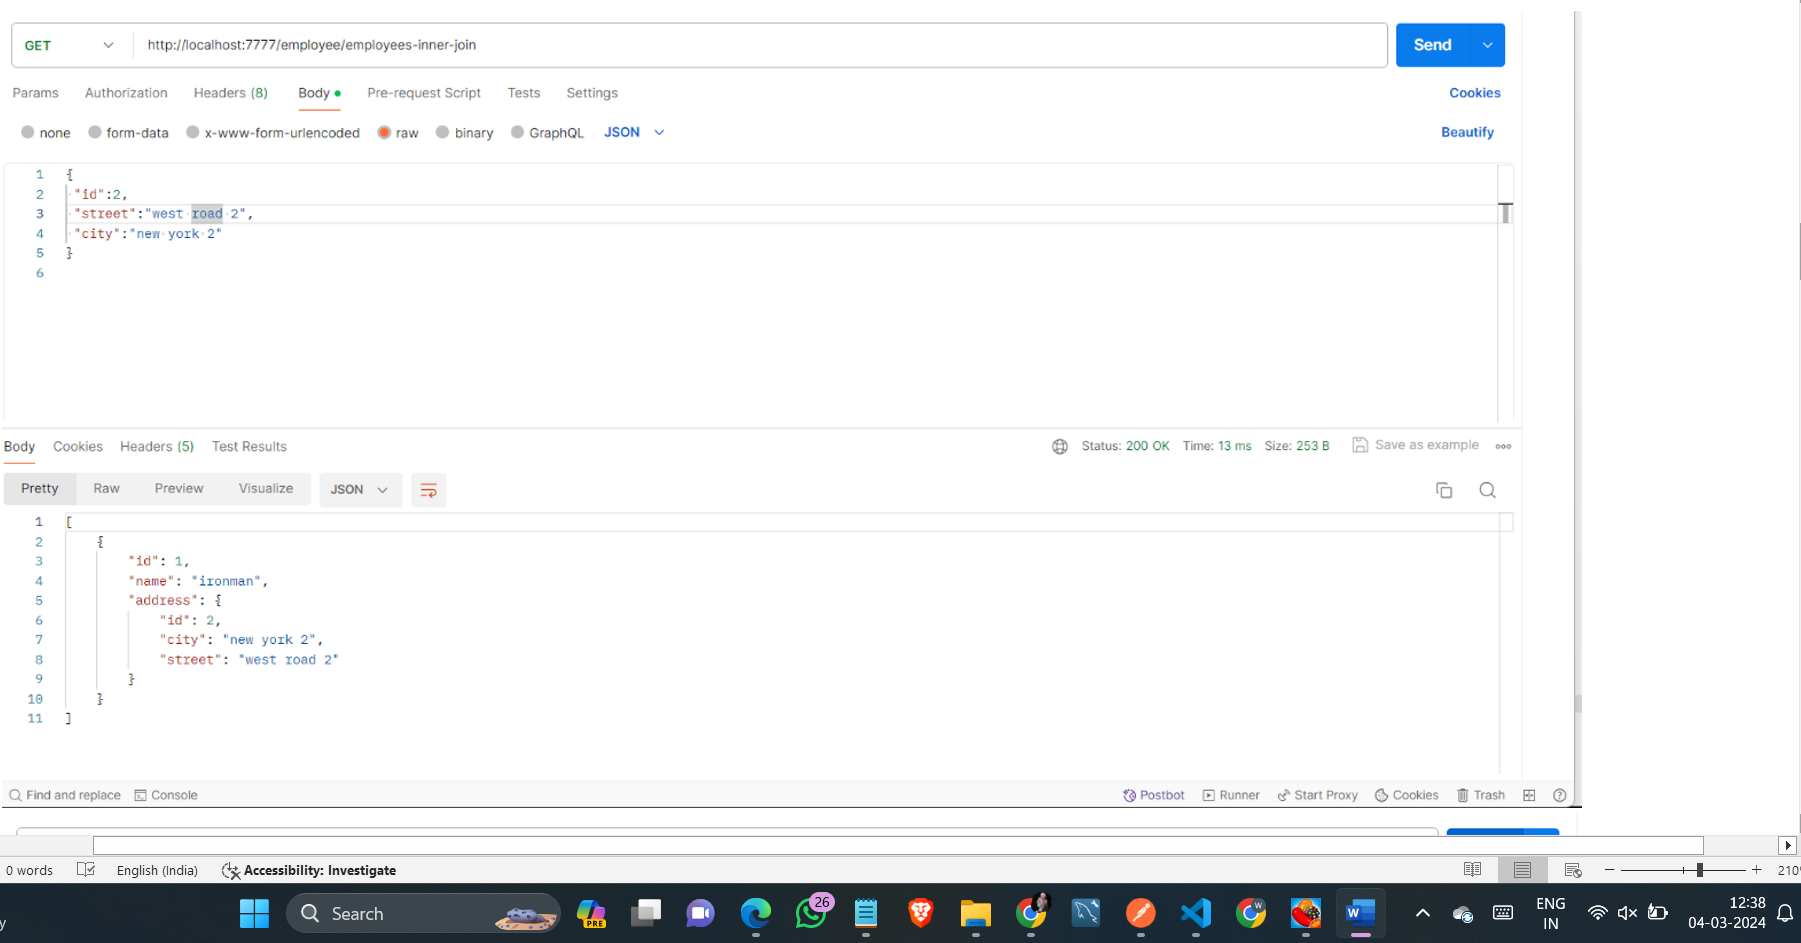 GET http://localhost:7777/employee/employees-inner-join Send
Params Authorization Headers (8) Body Pre-request Script Tests Settings Cookies
none form-data x-www-form-urlencoded raw binary GraphQL JSON Beautify
1 {
2 "id":2,
3 "street":"west road 2",
4 "city":"new york 2"
5 }
6
Body Cookies Headers (5) Test Results Status: 200 OK Time: 13 ms Size: 253 B Save as example
Pretty Raw Preview Visualize JSON
1 [
2 {
3 "id": 1,
4 "name": "ironman",
5 "address": {
6 "id": 2,
7 "city": "new york 2",
8 "street": "west road 2"
9 }
10 }
11 ]
Find and replace Console Postbot Runner Start Proxy Cookies Trash
0 words English (India) Accessibility: Investigate
Search PRE 26 ENG IN 12:38 04-03-2024